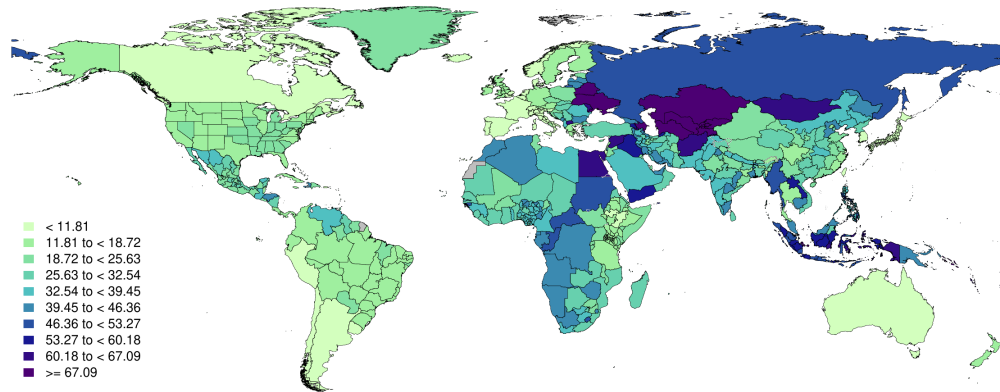 < 11.81
11.81 to < 18.72
18.72 to < 25.63
25.63 to < 32.54
32.54 to < 39.45
39.45 to < 46.36
46.36 to < 53.27
53.27 to < 60.18
60.18 to < 67.09
>= 67.09